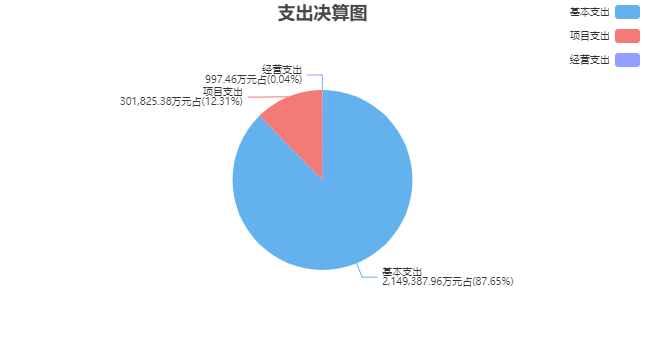 支出决算图
基本支出
项目支出
经营支出
经营支出
997.46万元占(0.04%)
项目支出
301,825.38万元占(12.31%)
基本支出
2,149,387.96万元占(87.65%)